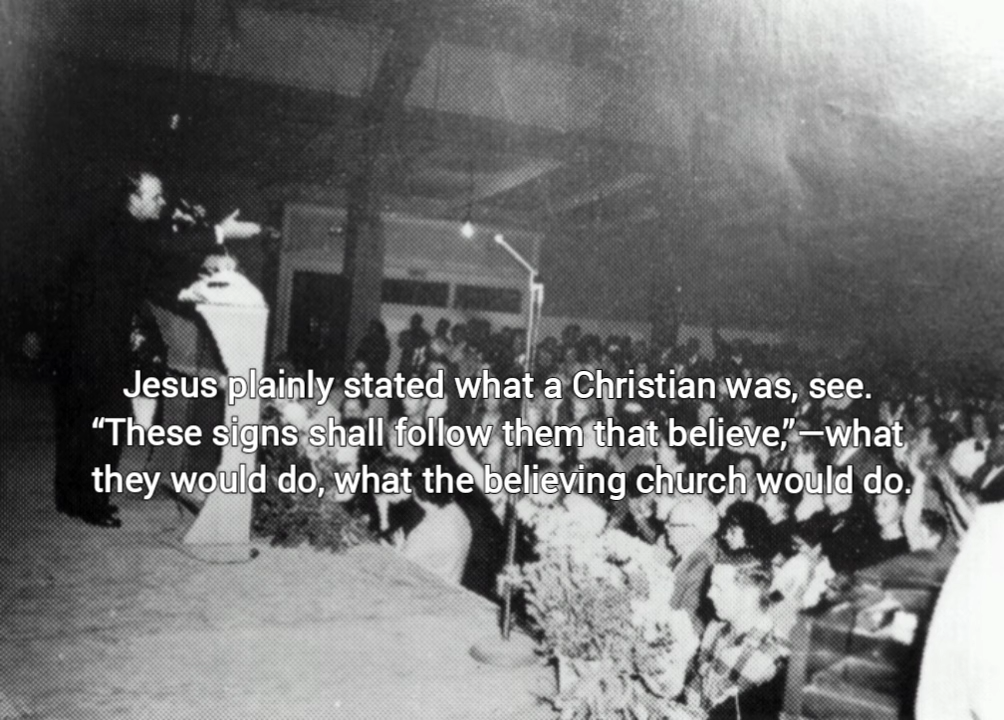 Jesus plainly stated what a Christian was, see.
“These signs shall follow them that believe,”—what
they would do, what the believing church would do.